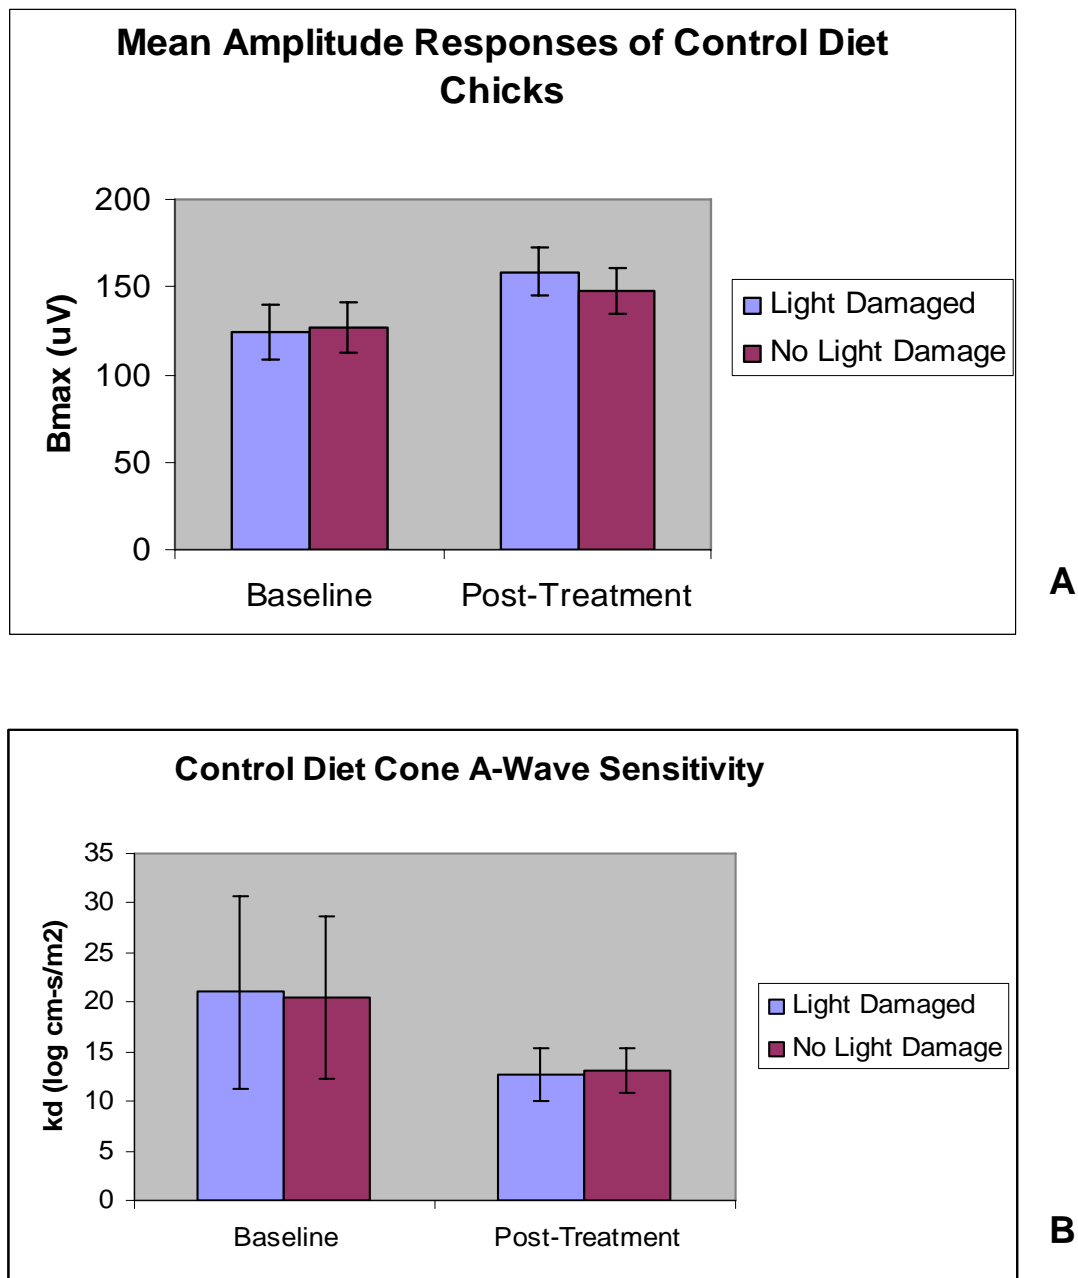 Mean Amplitude Responses of Control Diet
Chicks
200
150
100
50
0
Bmax (uV)
Baseline
Post-Treatment
Light Damaged
No Light Damage
A
Control Diet Cone A-Wave Sensitivity
35
30
25
20
15
10
5
0
kd (log cm-s/m2)
Baseline
Post-Treatment
Light Damaged
No Light Damage
B